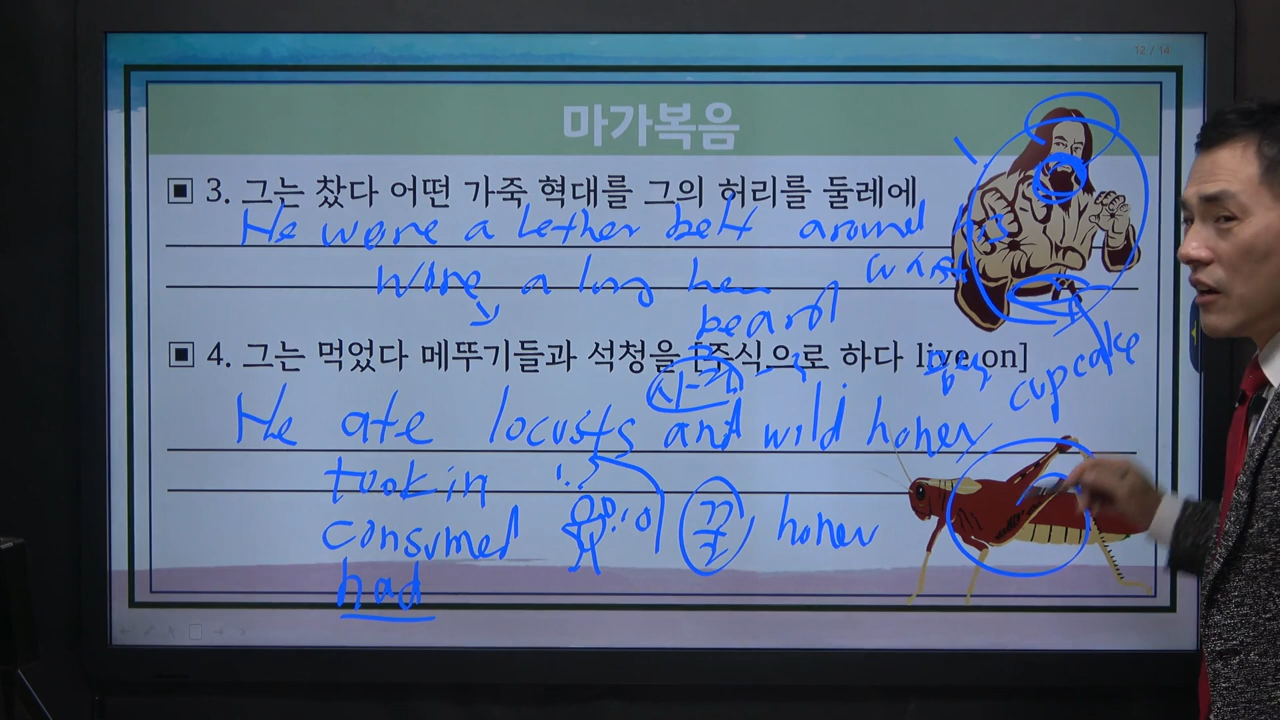 12 / 14
마가복음
▣ 3. 그는 찼다 어떤 가죽 혁대를 그의 허리를 둘레에
He wore a lether belt around his
wore a long waist
beard
▣ 4. 그는 먹었다 메뚜기들과 석청을 [주식으로 하다 live on]
cupcake
He ate locusts and wild honey
took in
consumed 꿀 honey
had